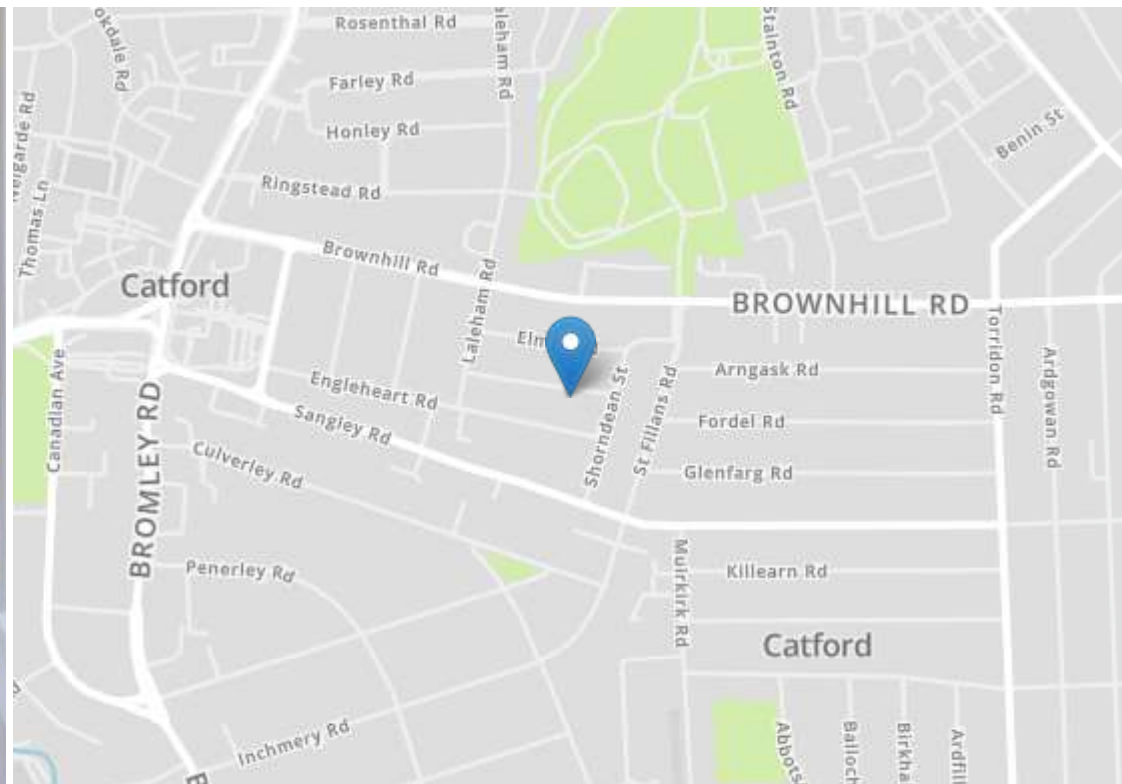 Rosenthal Rd
Farley Rd
Honley Rd
Ringstead Rd
Stainton Rd
Benin St
Thomas Ln
Brownhill Rd
Catford
BROWNHILL RD
Laleham Rd
Torridon Rd
Ardgowan Rd
Canadian Ave
BROMLEY RD
Engleheart Rd
Sangley Rd
Culverley Rd
Shorndean St
St Fillans Rd
Arngask Rd
Fordel Rd
Glenfarg Rd
Penerley Rd
Muirkirk Rd
Killearn Rd
Catford
Inchmery Rd